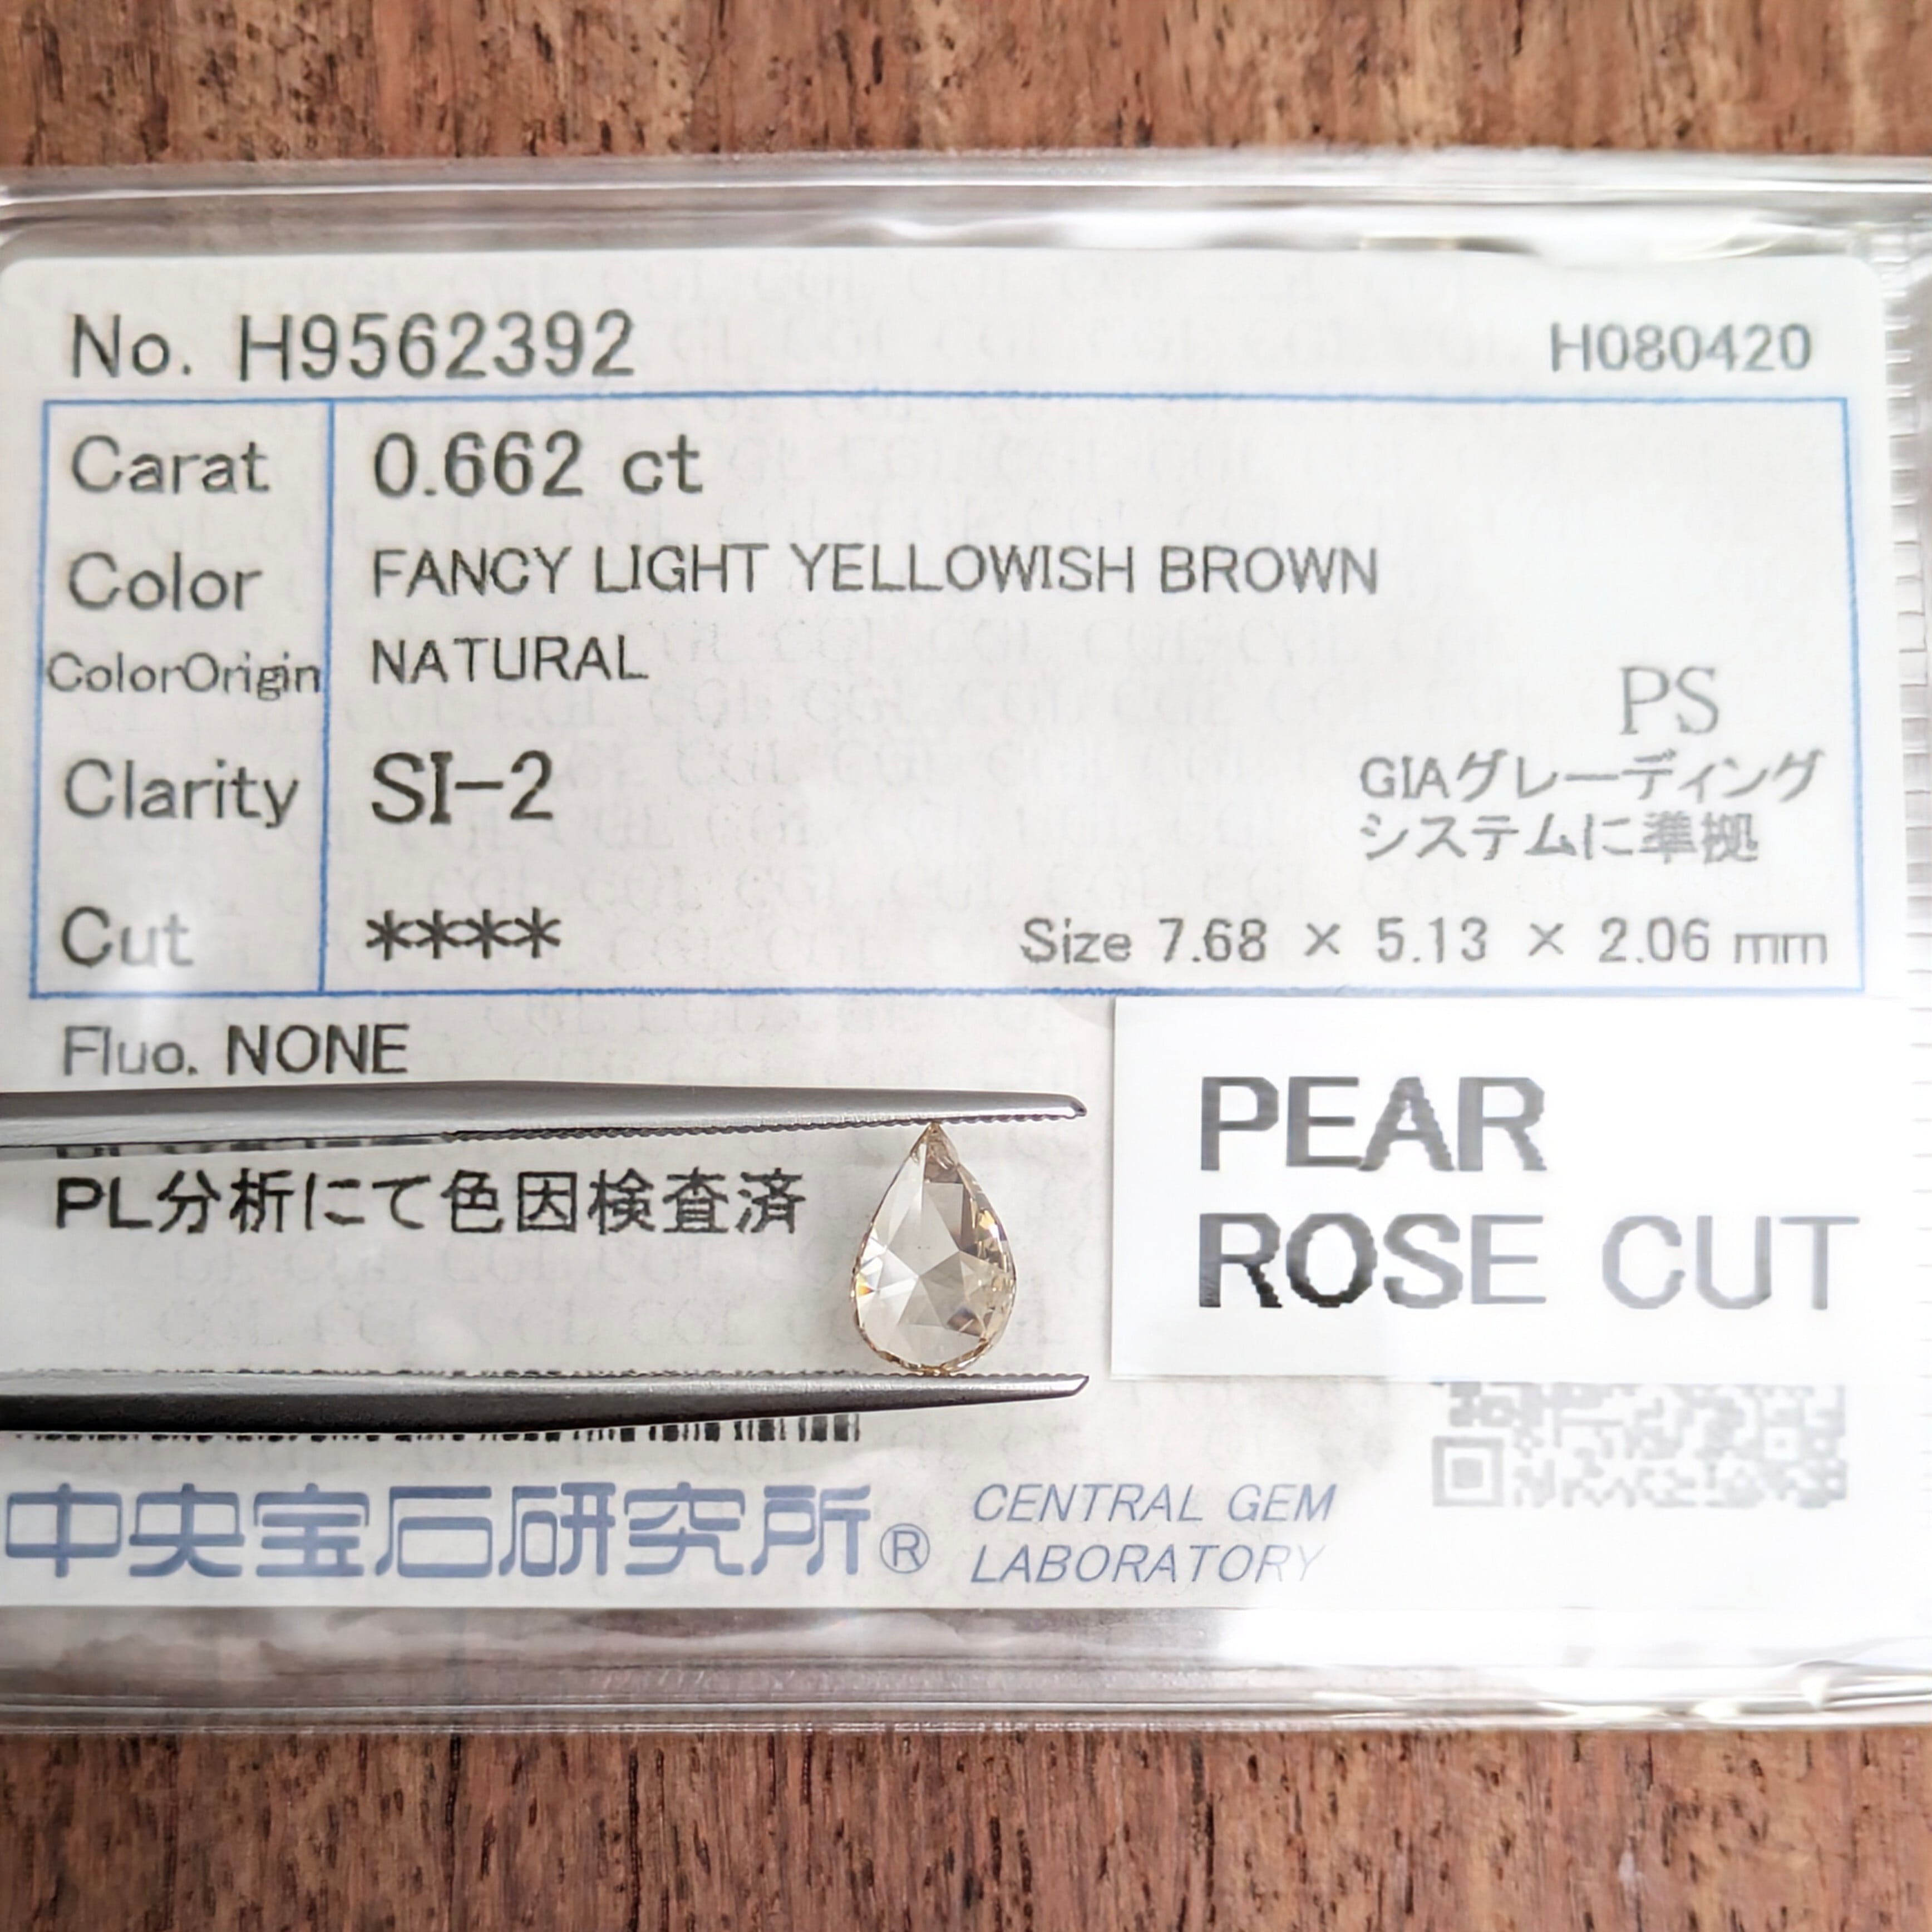 No. H9562392 H080420
Carat 0.662 ct
Color FANCY LIGHT YELLOWISH BROWN
ColorOrigin NATURAL
PS
Clarity SI-2
GIAグレーディング
システムに準拠
Cut **** Size 7.68 × 5.13 × 2.06 mm
Fluo. NONE
PEAR
ROSE CUT
PL分析にて色因検査済
中央宝石研究所® CENTRAL GEM
LABORATORY